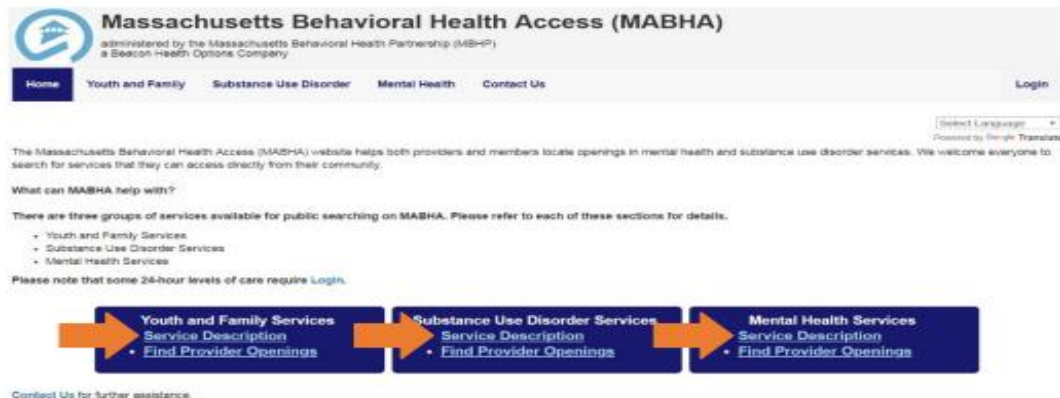 Massachusetts Behavioral Health Access (MABHA)
administered by the Massachusetts Behavioral Health Partnership (MBHP)
a Beacon Health Options Company
Home Youth and Family Substance Use Disorder Mental Health Contact Us Login
Select Language
Powered by Google Translate
The Massachusetts Behavioral Health Access (MABHA) website helps both providers and members locate openings in mental health and substance use disorder services. We welcome everyone to
search for services that they can access directly from their community.
What can MABHA help with?
There are three groups of services available for public searching on MABHA. Please refer to each of these sections for details.
• Youth and Family Services
• Substance Use Disorder Services
• Mental Health Services
Please note that some 24-hour levels of care require Login.
Youth and Family Services
Service Description
• Find Provider Openings
Substance Use Disorder Services
Service Description
• Find Provider Openings
Mental Health Services
Service Description
• Find Provider Openings
Contact Us for further assistance.